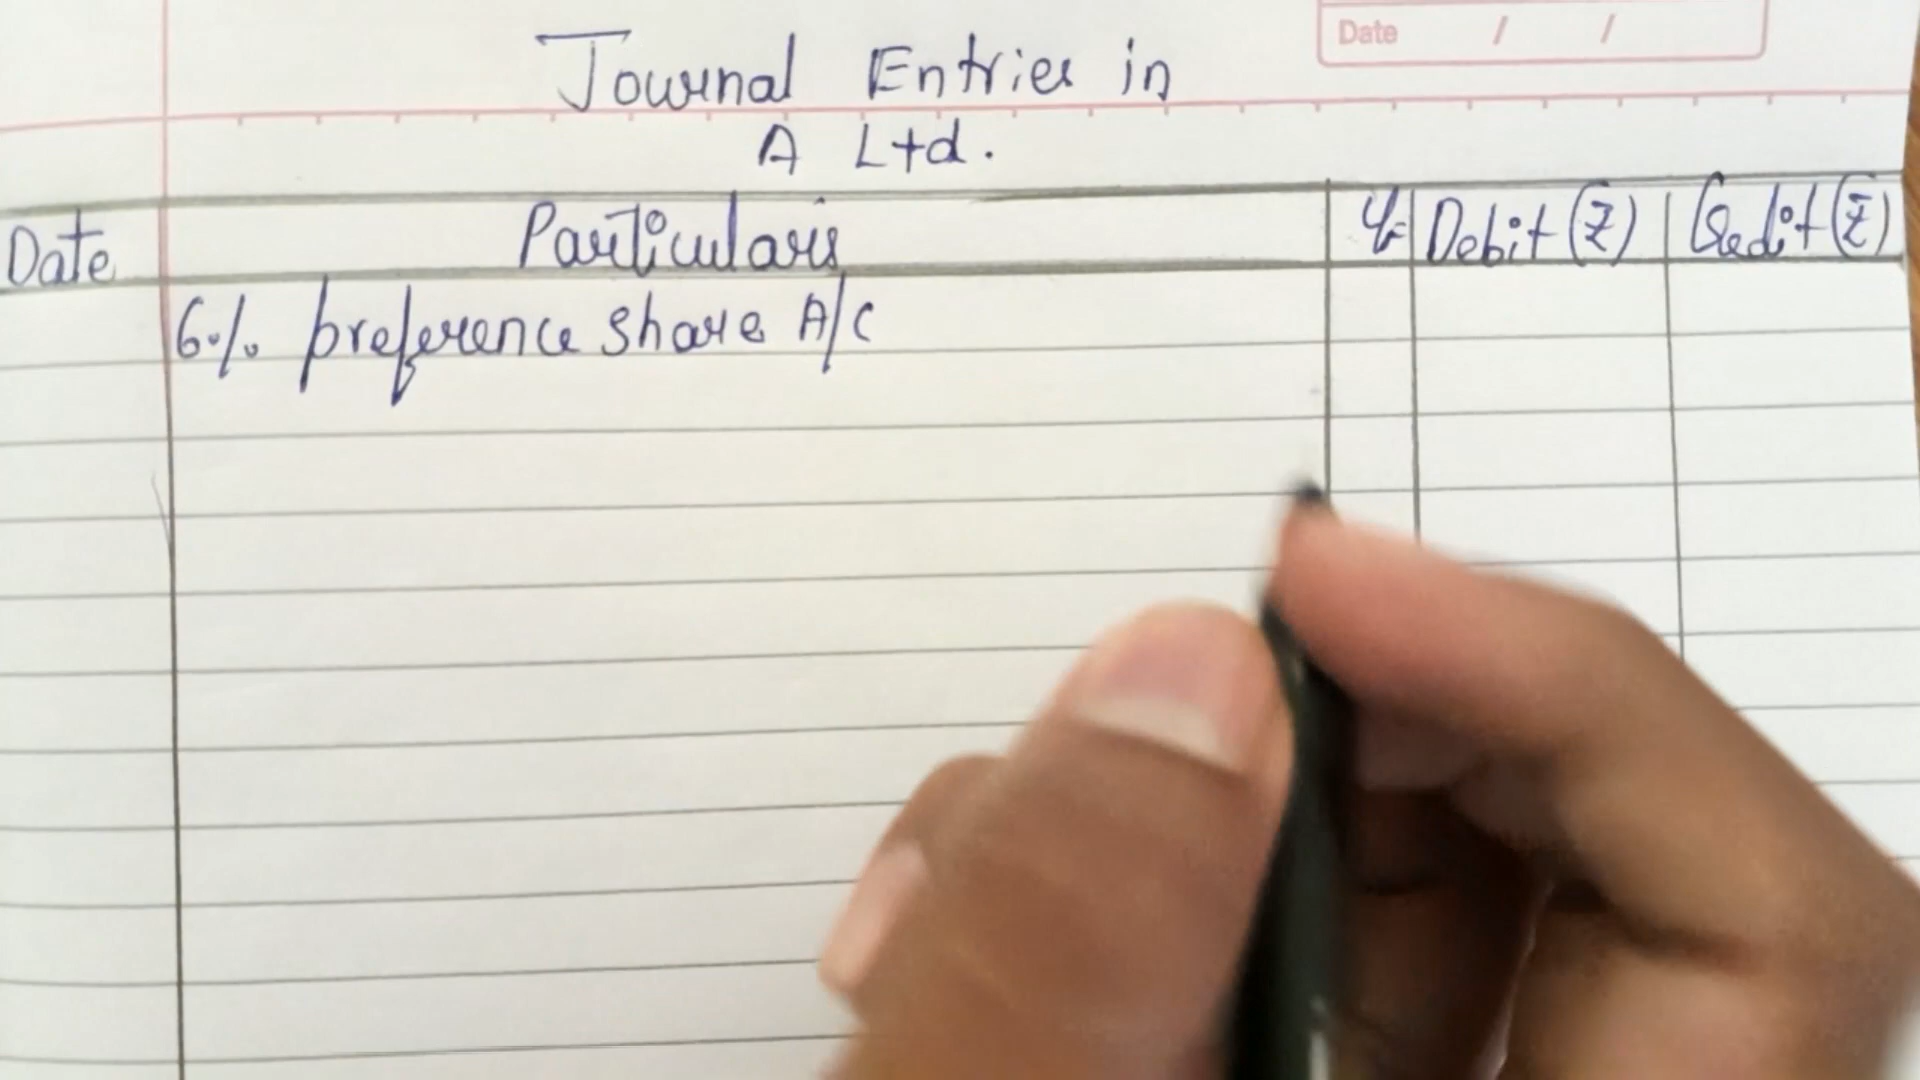 Date / /
Journal Entries in
A Ltd.
Date Particulars Debit (₹) Credit (₹)
6% preference share A/C